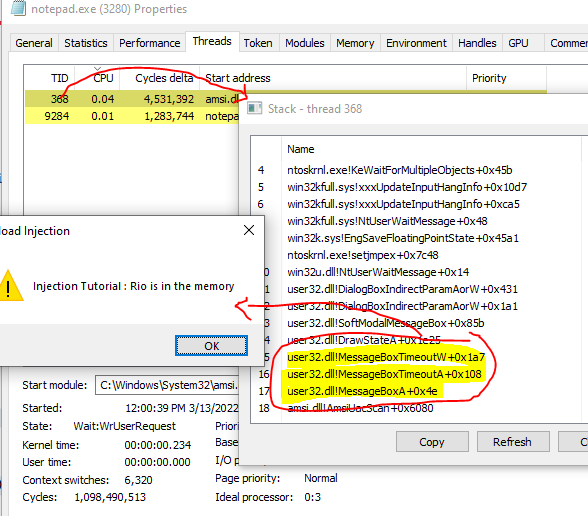 notepad.exe (3280) Properties
General Statistics Performance Threads Token Modules Memory Environment Handles GPU
TID CPU Cycles delta Start address Priority
368 0.04 4,531,392
9284 0.01 1,283,744
Stack - thread 368
Name
4 ntoskrnl.exe!KeWaitForMultipleObjects+0x45b
5 win32kfull.sys!xxxUpdateInputHangInfo+0x10d7
6 win32kfull.sys!xxxUpdateInputHangInfo+0xca5
7 win32kfull.sys!NtUserWaitMessage+0x48
8 win32k.sys!EngSaveFloatingPointState+0x45a1
ntoskrnl.exe!setjmpex+0x7c48
0 win32u.dll!NtUserWaitMessage+0x14
1 user32.dll!DialogBoxIndirectParamAorW+0x431
2 user32.dll!DialogBoxIndirectParamAorW+0x1a1
3 user32.dll!SoftModalMessageBox+0x85b
4 user32.dll!DrawStateA+0x1e25
5 user32.dll!MessageBoxTimeoutW+0x1a7
16 user32.dll!MessageBoxTimeoutA+0x108
17 user32.dll!MessageBoxA+0x4e
18 amsi.dll!AmsiUacScan+0x6080
Copy Refresh
oad Injection
Injection Tutorial : Rio is in the memory
OK
Start module: C:\Windows\System32\amsi.
Started: 12:00:39 PM 3/13/2022
State: Wait:WrUserRequest
Kernel time: 00:00:00.234
User time: 00:00:00.000
Context switches: 6,320
Cycles: 1,098,490,513
Page priority: Normal
Ideal processor: 0:3